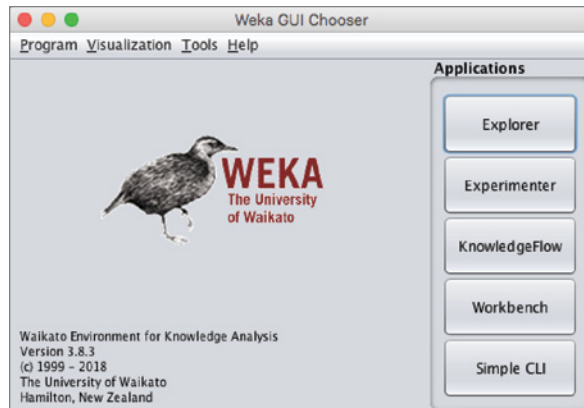 Weka GUI Chooser
Program Visualization Tools Help
Applications
Explorer
Experimenter
KnowledgeFlow
Workbench
Simple CLI
WEKA
The University
of Waikato
Waikato Environment for Knowledge Analysis
Version 3.8.3
(c) 1999 - 2018
The University of Waikato
Hamilton, New Zealand